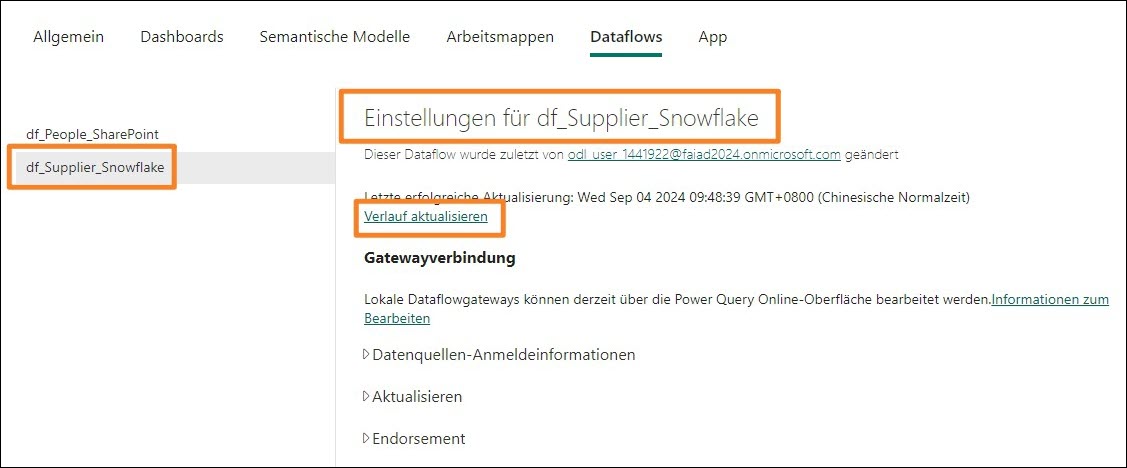 Allgemein Dashboards Semantische Modelle Arbeitsmappen Dataflows App
df_People_SharePoint
df_Supplier_Snowflake
Einstellungen für df_Supplier_Snowflake
Dieser Dataflow wurde zuletzt von odl_user_1441922@faiad2024.onmicrosoft.com geändert
Letzte erfolgreiche Aktualisierung: Wed Sep 04 2024 09:48:39 GMT+0800 (Chinesische Normalzeit)
Verlauf aktualisieren
Gatewayverbindung
Lokale Dataflowgateways können derzeit über die Power Query Online-Oberfläche bearbeitet werden.Informationen zum
Bearbeiten
Datenquellen-Anmeldeinformationen
Aktualisieren
Endorsement